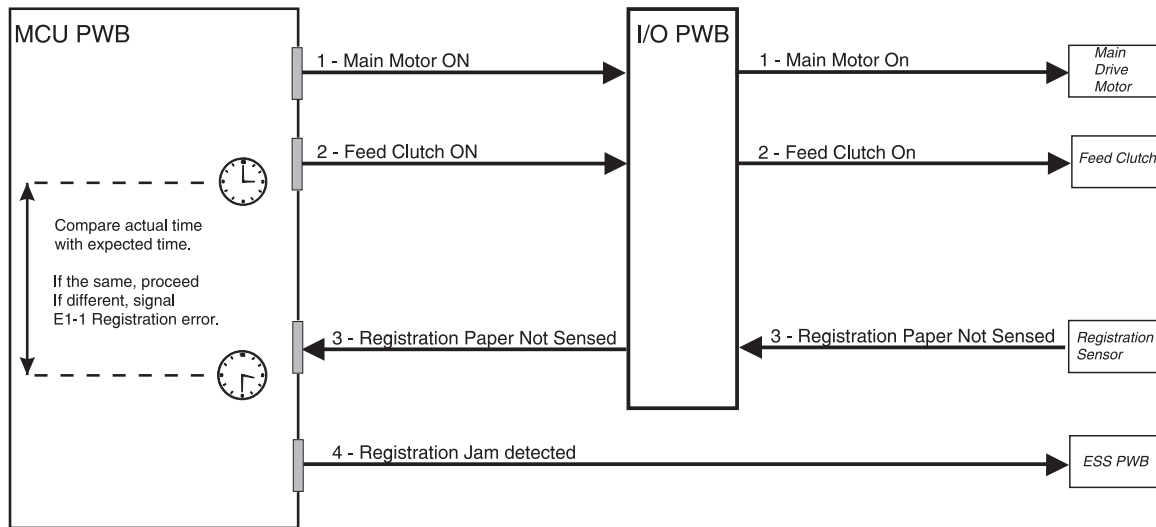 MCU PWB
I/O PWB
1 - Main Motor ON
1 - Main Motor On
Main
Drive
Motor
2 - Feed Clutch ON
2 - Feed Clutch On
Feed Clutch
Compare actual time
with expected time.
If the same, proceed
If different, signal
E1-1 Registration error.
3 - Registration Paper Not Sensed
3 - Registration Paper Not Sensed
Registration
Sensor
4 - Registration Jam detected
ESS PWB